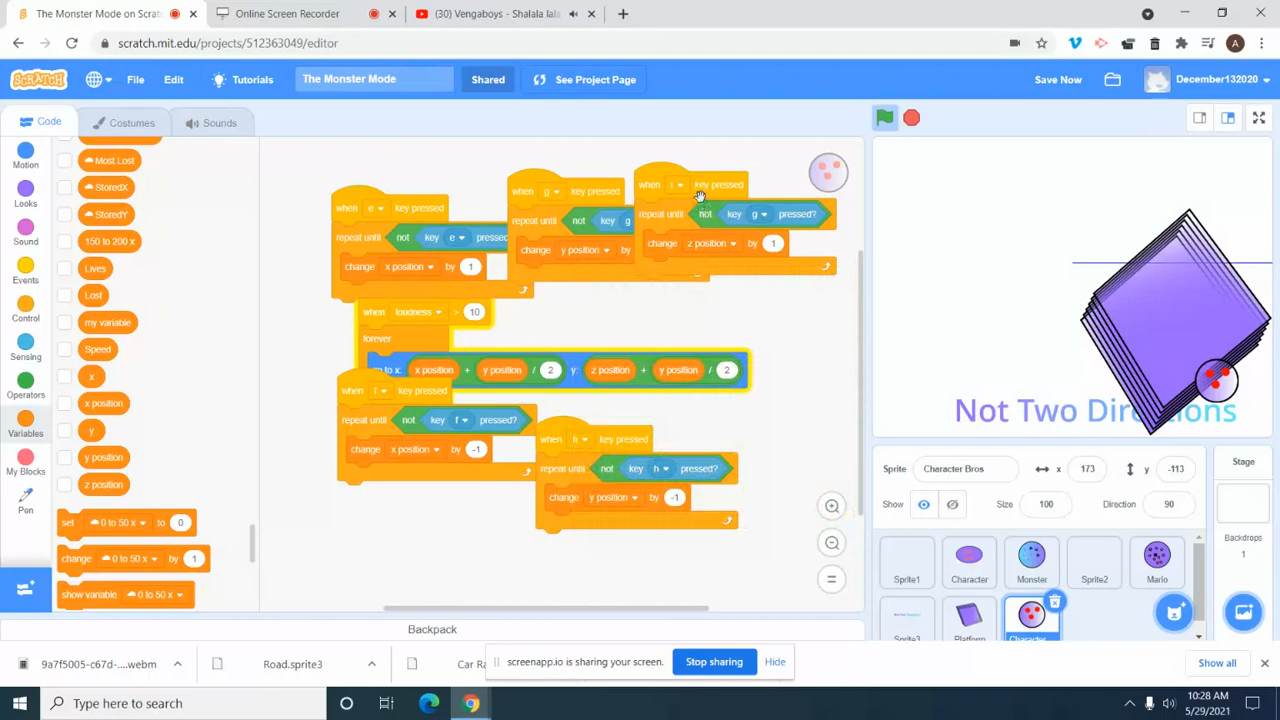 The Monster Mode on Scratc
Online Screen Recorder
(30) Vengaboys - Shalala lala
scratch.mit.edu/projects/512363049/editor
A
SCRATCH
File
Edit
Tutorials
The Monster Mode
Shared
See Project Page
Save Now
December132020
Code
Costumes
Sounds
Motion
Looks
Sound
Events
Control
Sensing
Operators
Variables
My Blocks
Pen
Most Lost
StoredX
StoredY
150 to 200 x
Lives
Lost
my variable
Speed
x
x position
y
y position
z position
set 0 to 50 x to 0
change 0 to 50 x by 1
show variable 0 to 50 x
when e key pressed
repeat until not key e presse
change x position by 1
when g key pressed
repeat until not key g
change y position by
when i key pressed
repeat until not key g pressed?
change z position by 1
when loudness > 10
forever
go to x: x position + y position / 2 y: z position + y position / 2
when f key pressed
repeat until not key f pressed?
change x position by -1
when h key pressed
repeat until not key h pressed?
change y position by -1
Not Two Directions
Sprite Character Bros x 173 y -113
Show Size 100 Direction 90
Stage
Backdrops
1
Sprite1
Character
Monster
Sprite2
Mario
Sprite3
Platform
Character
Backpack
9a7f5005-c67d-....webm
Road.sprite3
Car Ra
screenapp.io is sharing your screen.
Stop sharing
Hide
Show all
Type here to search
10:28 AM
5/29/2021